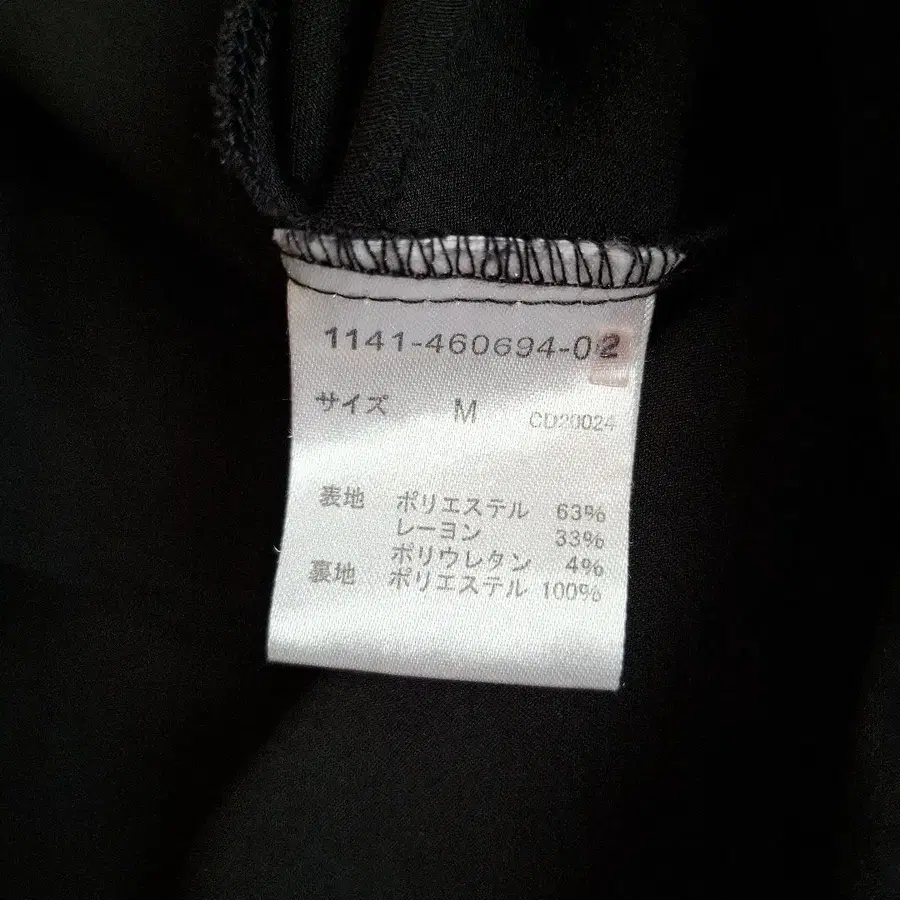 1141-460694-02
サイズ M CD20024
表地 ポリエステル 63%
レーヨン 33%
ポリウレタン 4%
裏地 ポリエステル 100%